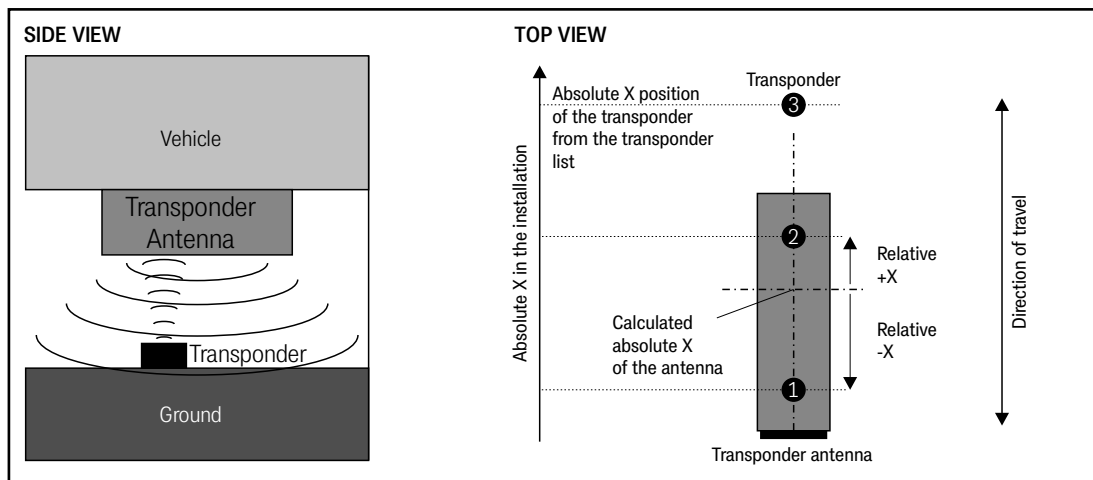 SIDE VIEW
Vehicle
Transponder
Antenna
Transponder
Ground
TOP VIEW
Absolute X in the installation
Absolute X position
of the transponder
from the transponder
list
Transponder
3
2
Relative
+X
Calculated
absolute X
of the antenna
Relative
-X
1
Transponder antenna
Direction of travel